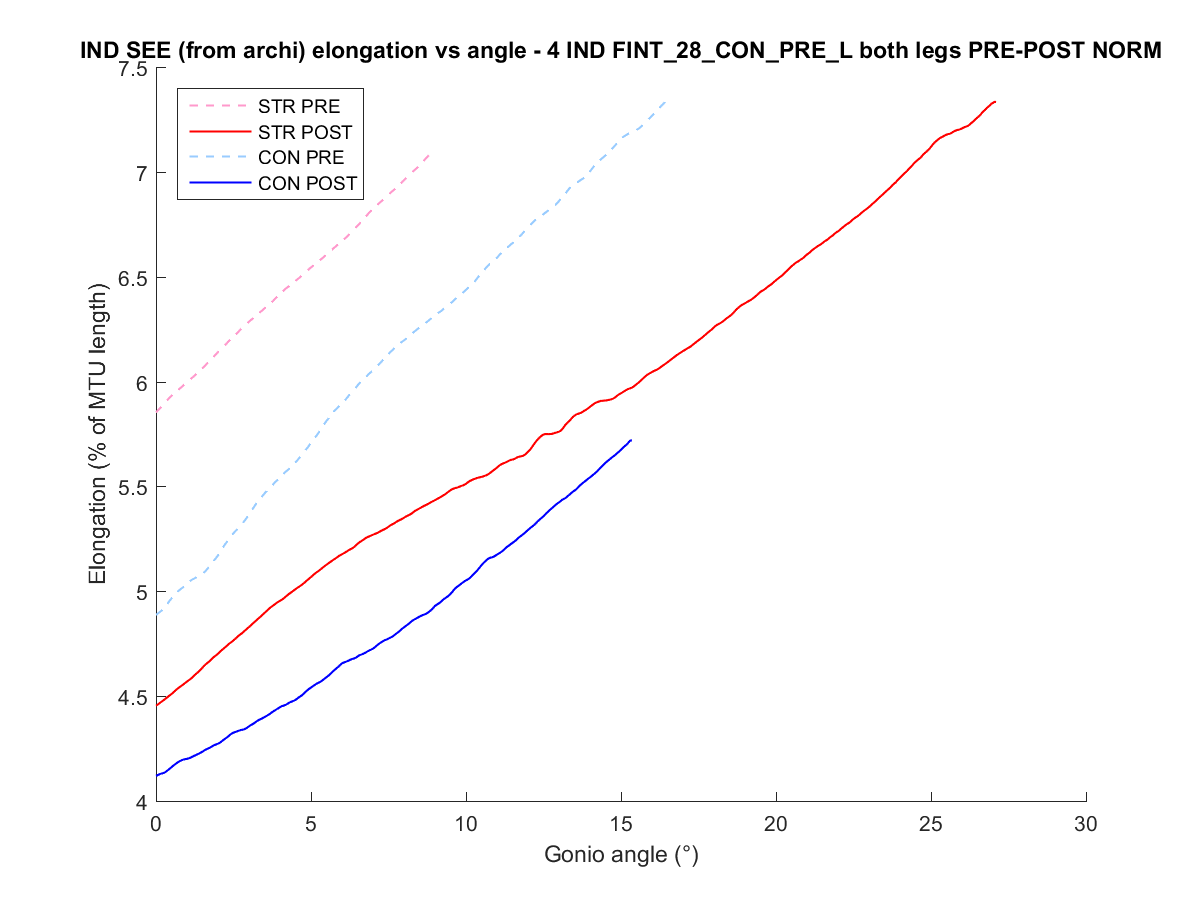 IND SEE (from archi) elongation vs angle - 4 IND FINT_28_CON_PRE_L both legs PRE-POST NORM
7.5
7
6.5
6
5.5
5
4.5
4
Elongation (% of MTU length)
STR PRE
STR POST
CON PRE
CON POST
0 5 10 15 20 25 30
Gonio angle (°)